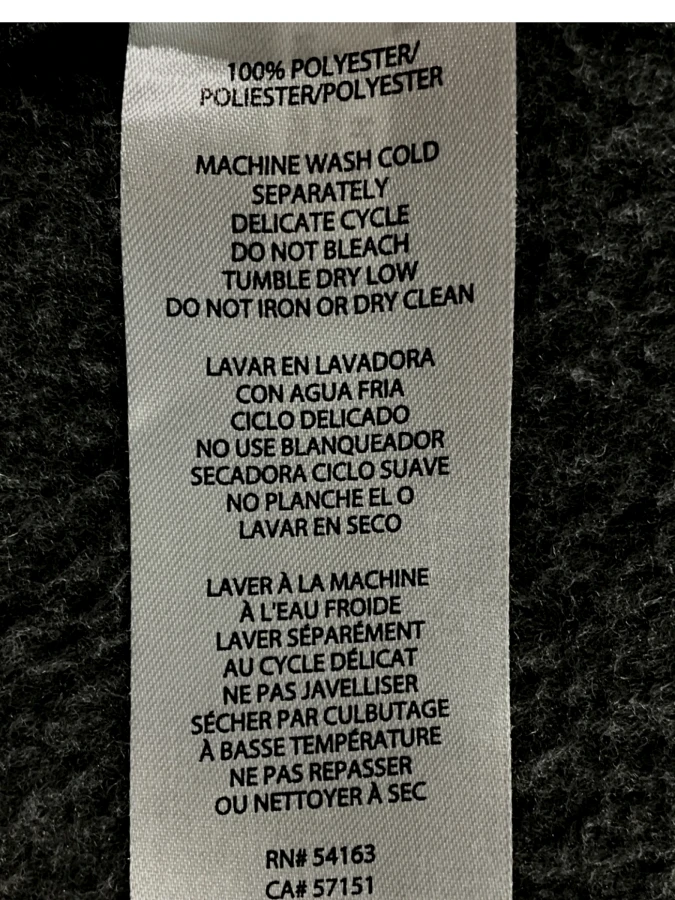 100% POLYESTER/
POLIESTER/POLYESTER
MACHINE WASH COLD
SEPARATELY
DELICATE CYCLE
DO NOT BLEACH
TUMBLE DRY LOW
DO NOT IRON OR DRY CLEAN
LAVAR EN LAVADORA
CON AGUA FRIA
CICLO DELICADO
NO USE BLANQUEADOR
SECADORA CICLO SUAVE
NO PLANCHE EL O
LAVAR EN SECO
LAVER À LA MACHINE
À L'EAU FROIDE
LAVER SÉPARÉMENT
AU CYCLE DÉLICAT
NE PAS JAVELLISER
SÉCHER PAR CULBUTAGE
À BASSE TEMPÉRATURE
NE PAS REPASSER
OU NETTOYER À SEC
RN# 54163
CA# 57151